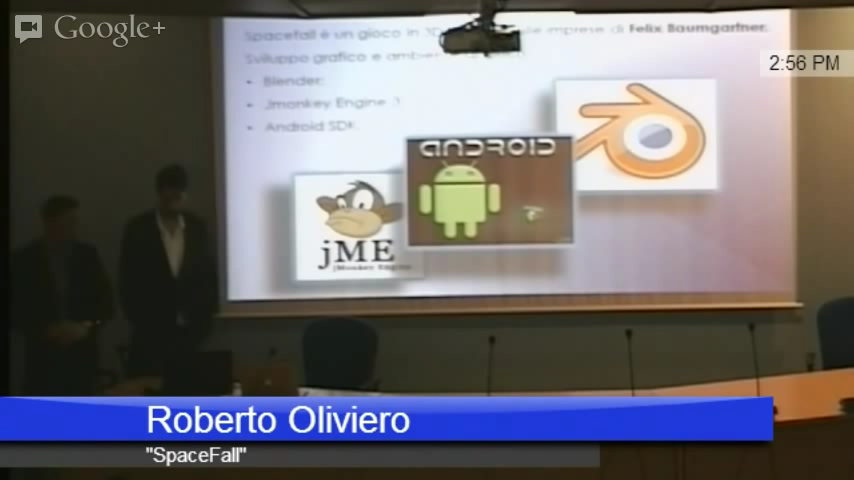 Google+
Spacefall è un gioco in 3D imprese di Felix Baumgartner.
2:56 PM
Sviluppo grafico e
• Blender
• Jmonkey Engine 3
• Android SDK
ANDROID
jME
jMonkey Engine
Roberto Oliviero
"SpaceFall"